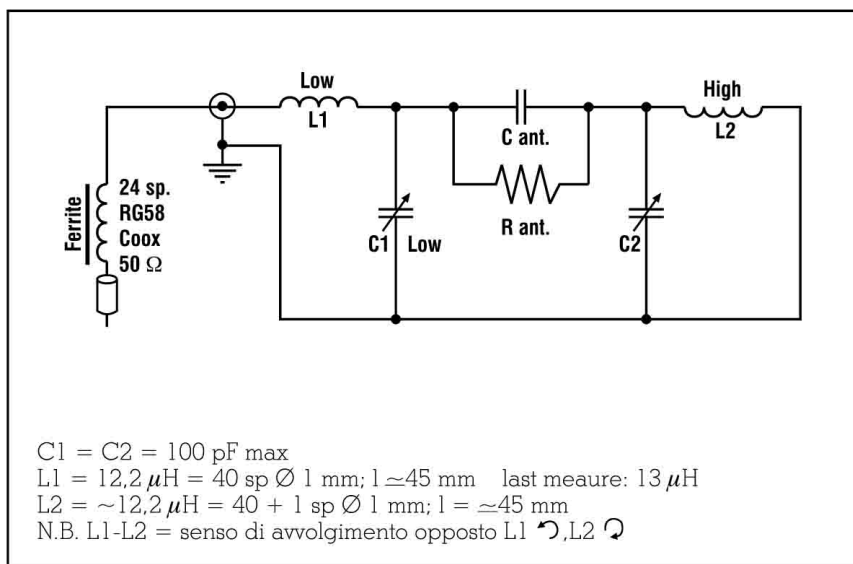 Low
L1
High
L2
C ant.
R ant.
C1 Low
C2
Ferrite
24 sp.
RG58
Coox
50 Ω
C1 = C2 = 100 pF max
L1 = 12,2 μH = 40 sp Ø 1 mm; l ≃45 mm last meaure: 13 μH
L2 = ~12,2 μH = 40 + 1 sp Ø 1 mm; l = ≃45 mm
N.B. L1-L2 = senso di avvolgimento opposto L1 ↶, L2 ↷